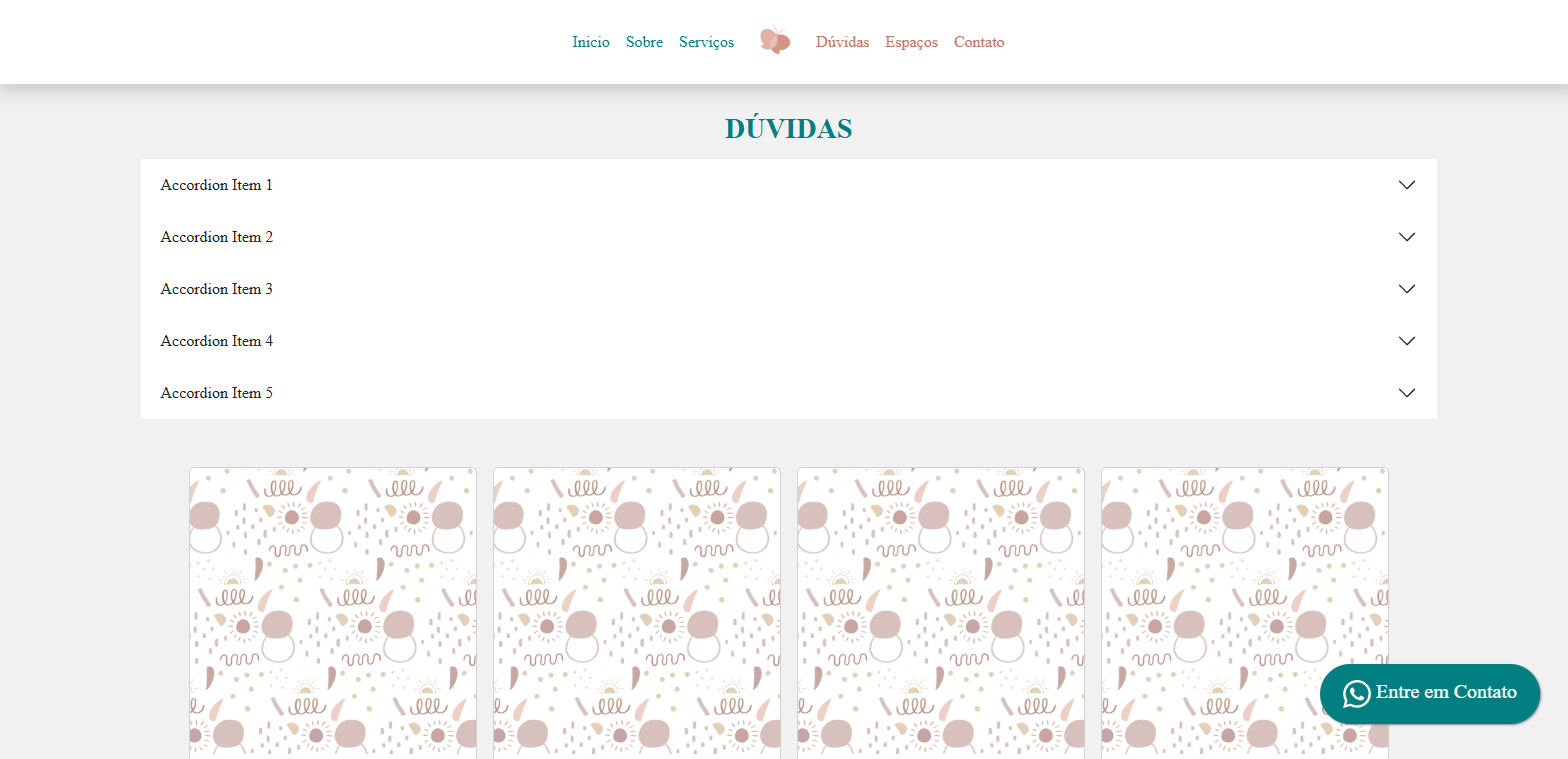 Inicio Sobre Serviços Dúvidas Espaços Contato
DÚVIDAS
Accordion Item 1
Accordion Item 2
Accordion Item 3
Accordion Item 4
Accordion Item 5
Entre em Contato